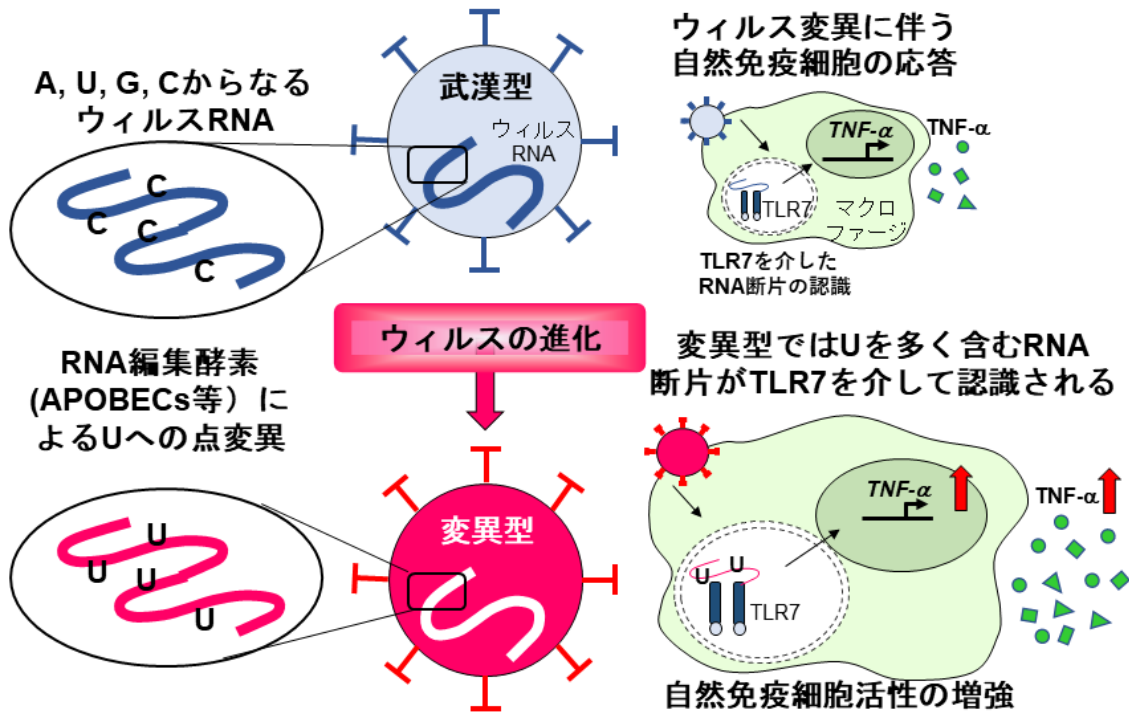 A, U, G, Cからなる
ウィルスRNA
C
C
C
C
武漢型
ウィルス
RNA
ウィルス変異に伴う
自然免疫細胞の応答
TNF-α
TNF-α
TLR7
マクロ
ファージ
TLR7を介した
RNA断片の認識
ウィルスの進化
RNA編集酵素
(APOBECs等）に
よるUへの点変異
U
U
U
U
変異型
変異型ではUを多く含むRNA
断片がTLR7を介して認識される
TNF-α
TNF-α
U
U
TLR7
自然免疫細胞活性の増強